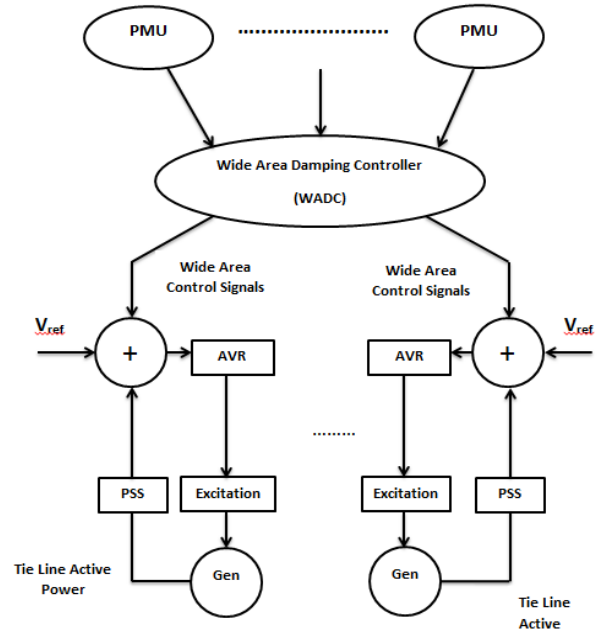 PMU ............................ PMU
Wide Area Damping Controller
(WADC)
Wide Area
Control Signals
Wide Area
Control Signals
Vref
+
AVR
AVR
+
Vref
.........
PSS
Excitation
Excitation
PSS
Gen
Gen
Tie Line Active
Power
Tie Line
Active